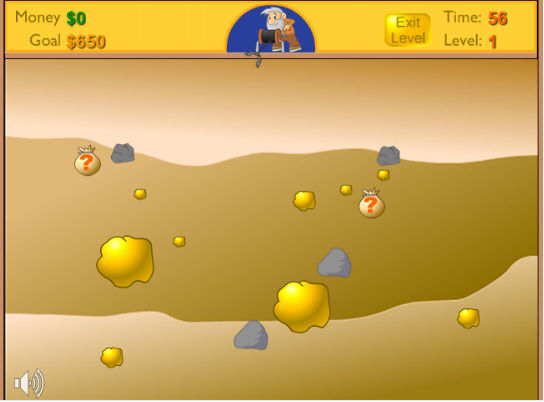 Money $0
Goal $650
Exit
Level
Time: 56
Level: 1
?
?